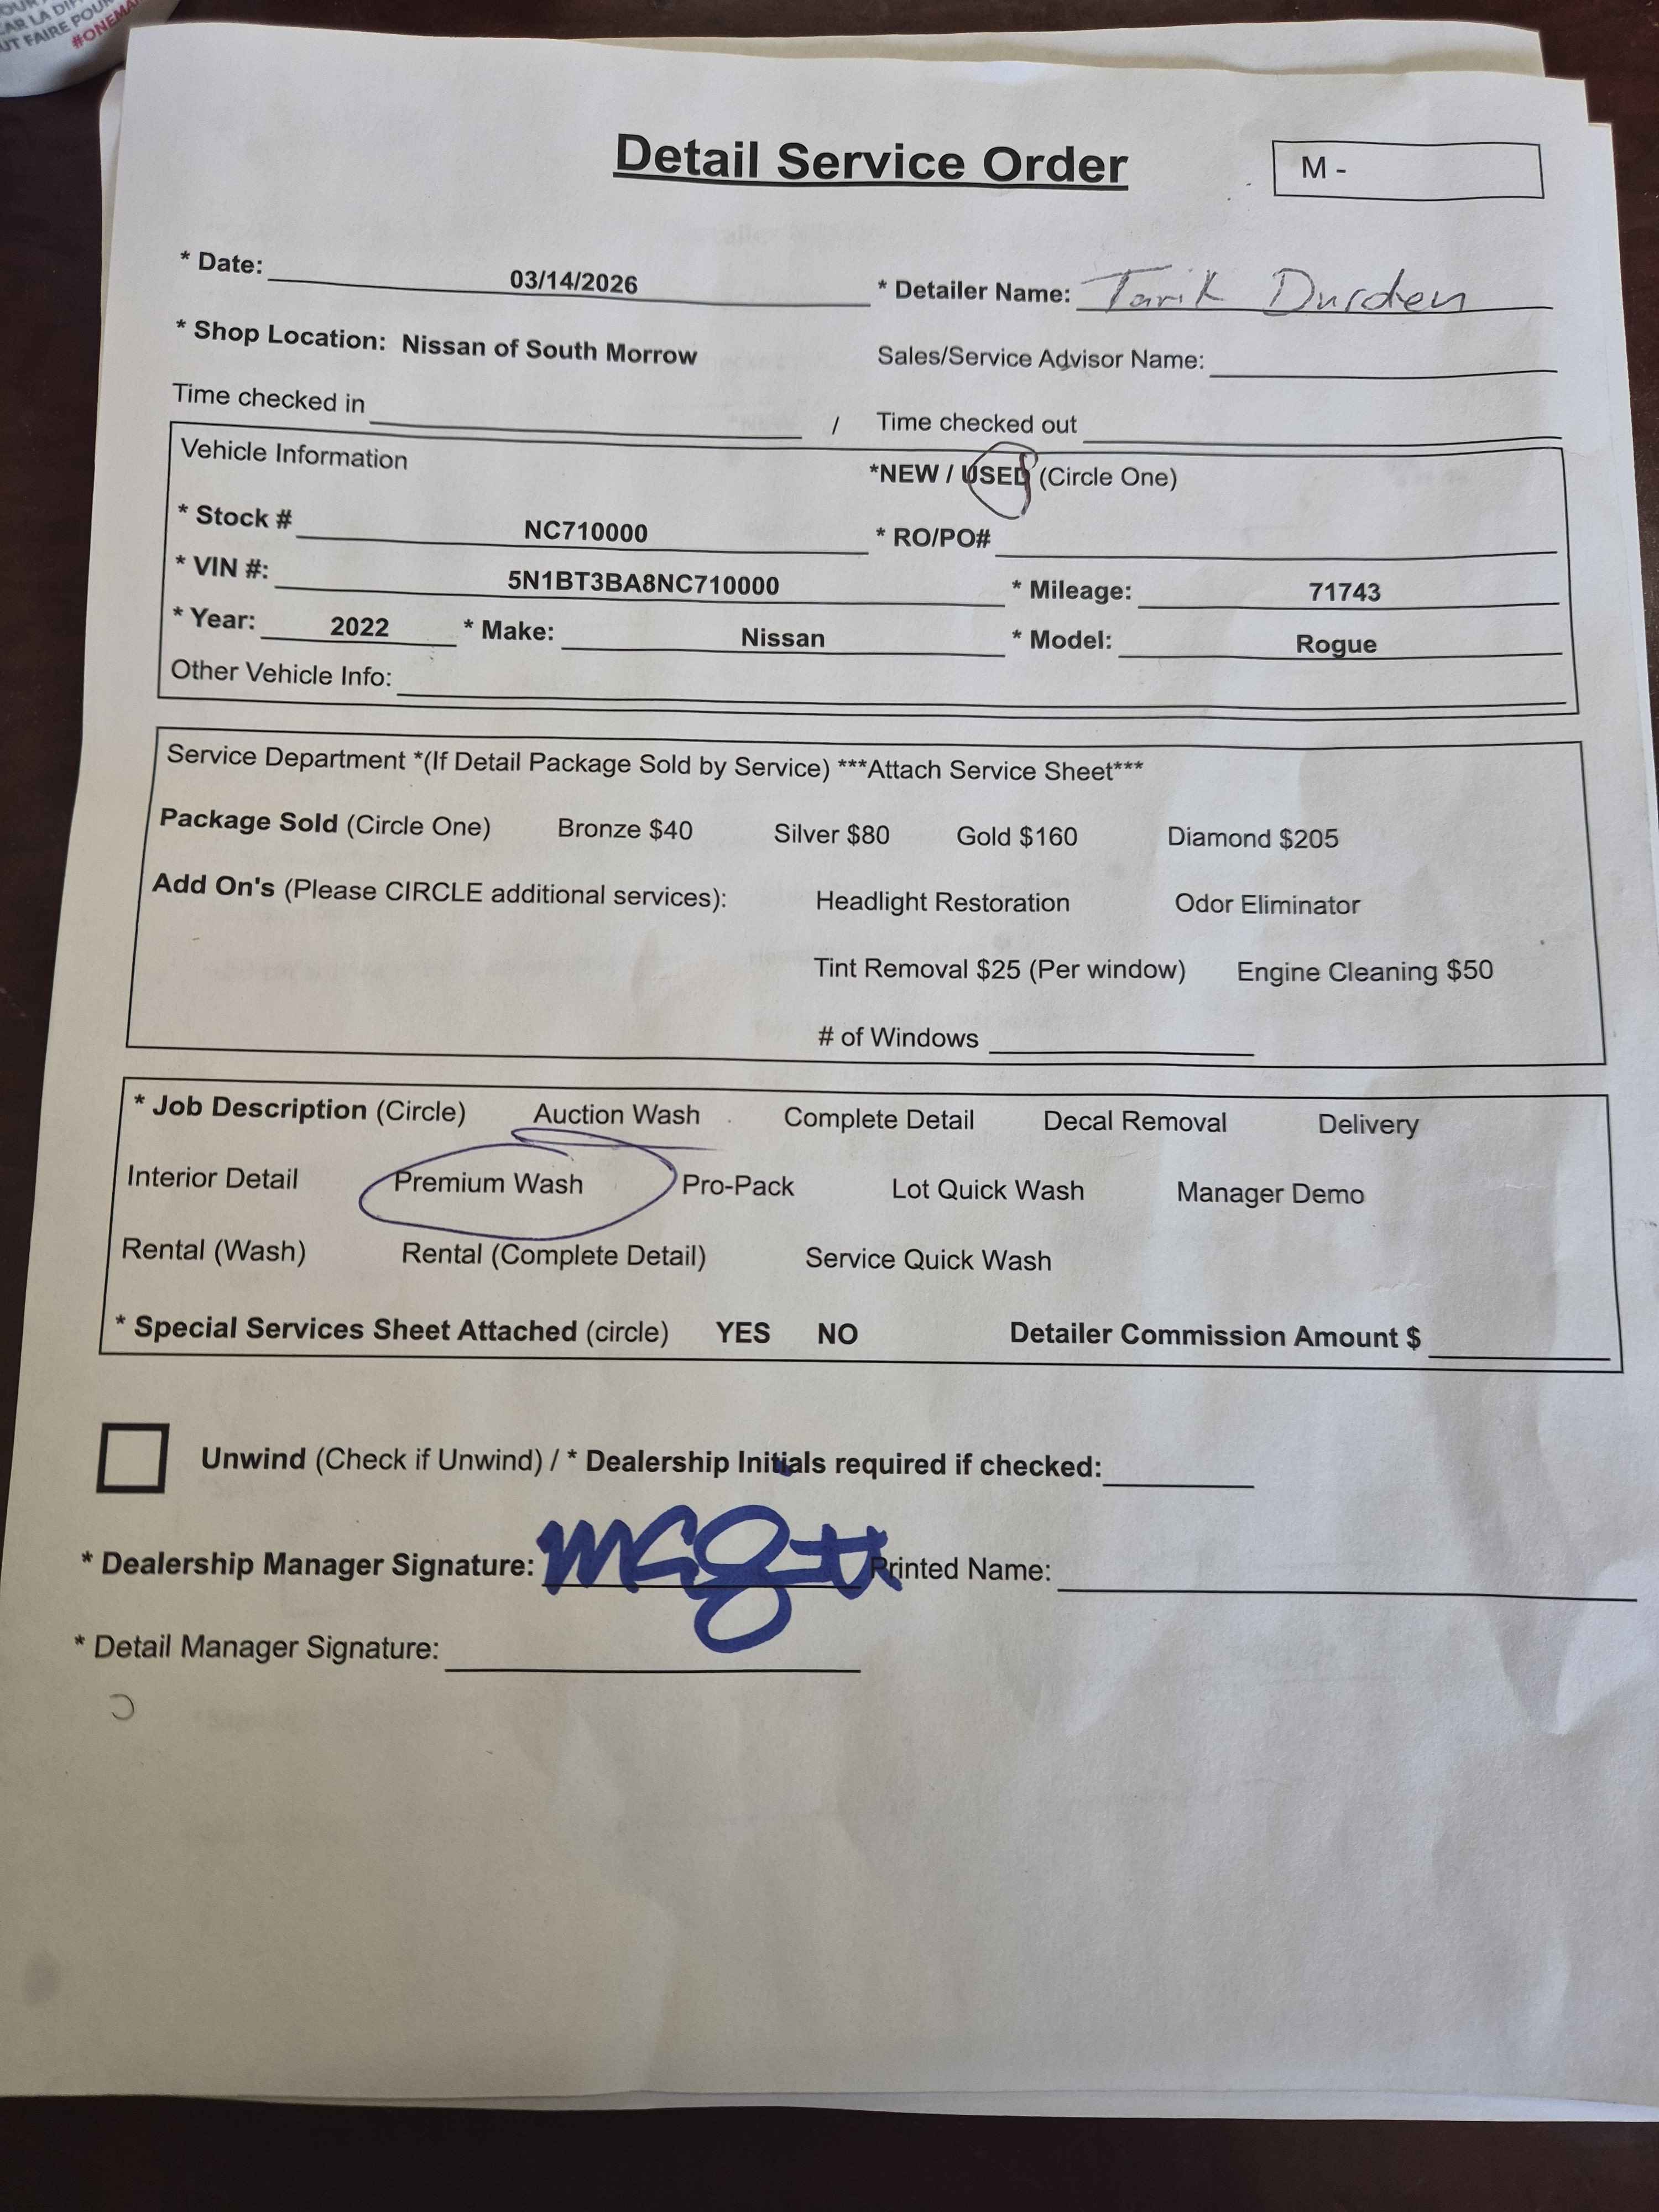 AR LA DI
UT FAIRE POUR
#ONEMA
Detail Service Order
M -
* Date: 03/14/2026 * Detailer Name: Tarik Durden
* Shop Location: Nissan of South Morrow Sales/Service Advisor Name:
Time checked in / Time checked out
Vehicle Information *NEW / USED (Circle One)
* Stock # NC710000 * RO/PO#
* VIN #: 5N1BT3BA8NC710000 * Mileage: 71743
* Year: 2022 * Make: Nissan * Model: Rogue
Other Vehicle Info:
Service Department *(If Detail Package Sold by Service) ***Attach Service Sheet***
Package Sold (Circle One) Bronze $40 Silver $80 Gold $160 Diamond $205
Add On's (Please CIRCLE additional services): Headlight Restoration Odor Eliminator
Tint Removal $25 (Per window) Engine Cleaning $50
# of Windows
* Job Description (Circle) Auction Wash Complete Detail Decal Removal Delivery
Interior Detail Premium Wash Pro-Pack Lot Quick Wash Manager Demo
Rental (Wash) Rental (Complete Detail) Service Quick Wash
* Special Services Sheet Attached (circle) YES NO Detailer Commission Amount $
Unwind (Check if Unwind) / * Dealership Initials required if checked:
* Dealership Manager Signature: Printed Name:
* Detail Manager Signature: